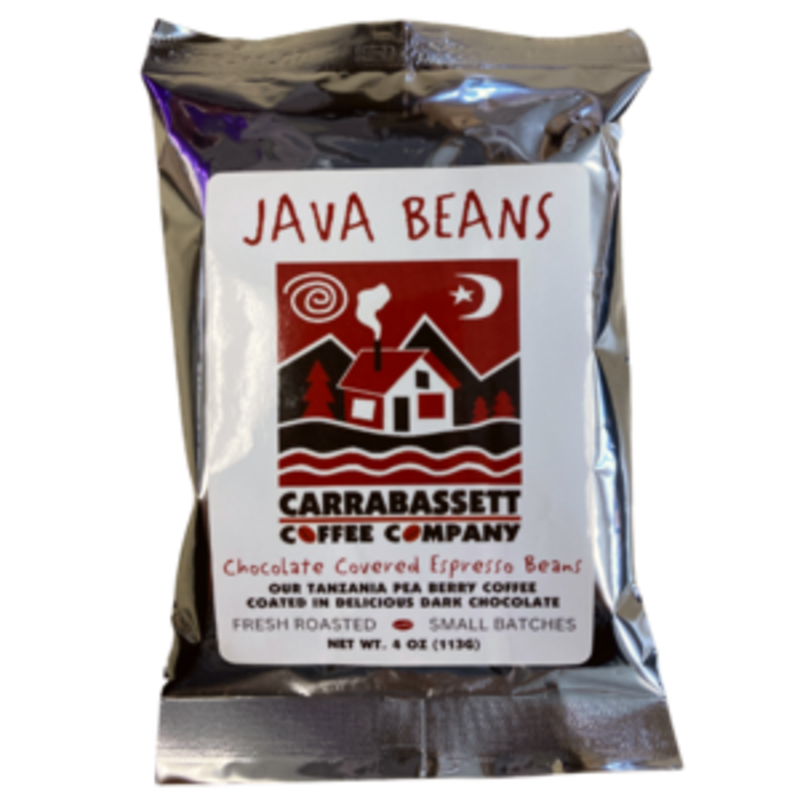 JAVA BEANS
CARRABASSETT
COFFEE COMPANY
Chocolate Covered Espresso Beans
OUR TANZANIA PEA BERRY COFFEE
COATED IN DELICIOUS DARK CHOCOLATE
FRESH ROASTED SMALL BATCHES
NET WT. 4 OZ (113G)